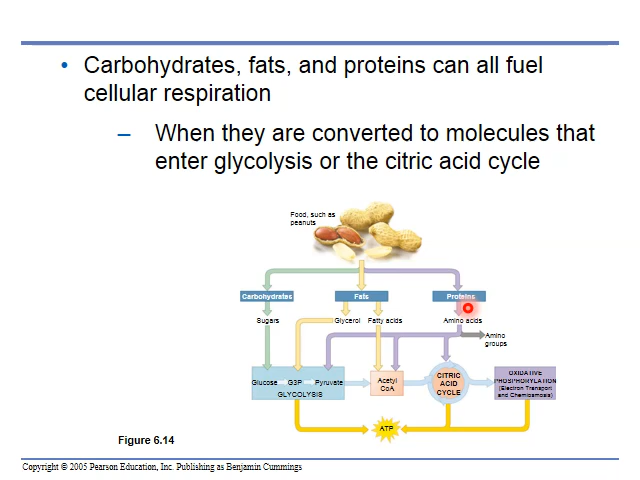 • Carbohydrates, fats, and proteins can all fuel
cellular respiration
– When they are converted to molecules that
enter glycolysis or the citric acid cycle
Food, such as
peanuts
Carbohydrates Fats Proteins
Sugars Glycerol Fatty acids Amino acids
Amino
groups
Glucose G3P Pyruvate
GLYCOLYSIS
Acetyl
CoA
CITRIC
ACID
CYCLE
OXIDATIVE
PHOSPHORYLATION
(Electron Transport
and Chemiosmosis)
ATP
Figure 6.14
Copyright © 2005 Pearson Education, Inc. Publishing as Benjamin Cummings